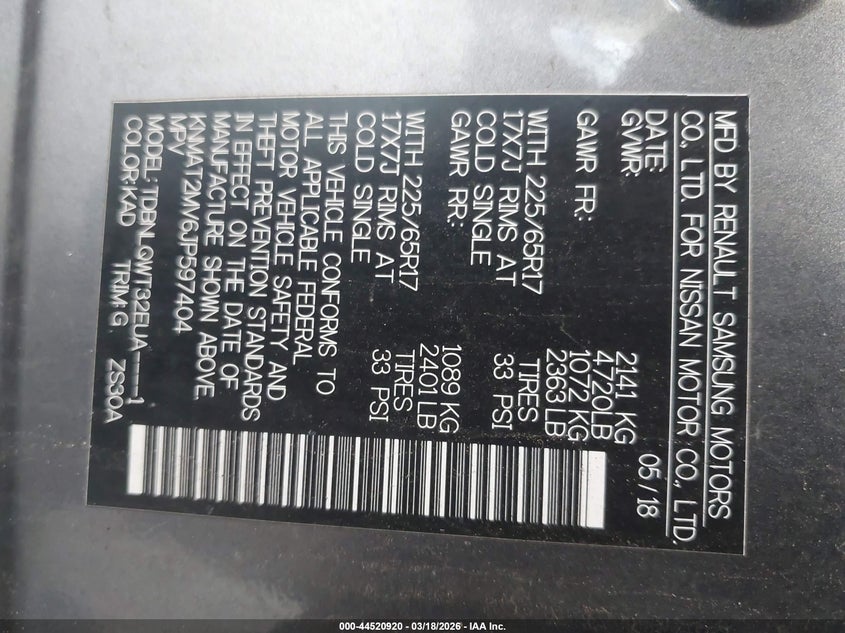 MFD BY RENAULT SAMSUNG MOTORS
CO., LTD. FOR NISSAN MOTOR CO., LTD.
DATE: 05/18
GVWR: 2141 KG
4720LB
GAWR FR: 1072 KG
2363 LB
WITH 225/65R17 TIRES
17X7J RIMS AT 33 PSI
COLD SINGLE
GAWR RR: 1089 KG
2401 LB
WITH 225/65R17 TIRES
17X7J RIMS AT 33 PSI
COLD SINGLE
THIS VEHICLE CONFORMS TO
ALL APPLICABLE FEDERAL
MOTOR VEHICLE SAFETY AND
THEFT PREVENTION STANDARDS
IN EFFECT ON THE DATE OF
MANUFACTURE SHOWN ABOVE
KNMAT2MV6JP597404
MPV
MODEL: TDBNLQWT32EUA----1
COLOR:KAD TRIM:G ZS30A
000-44520920 - 03/18/2026 - IAA Inc.